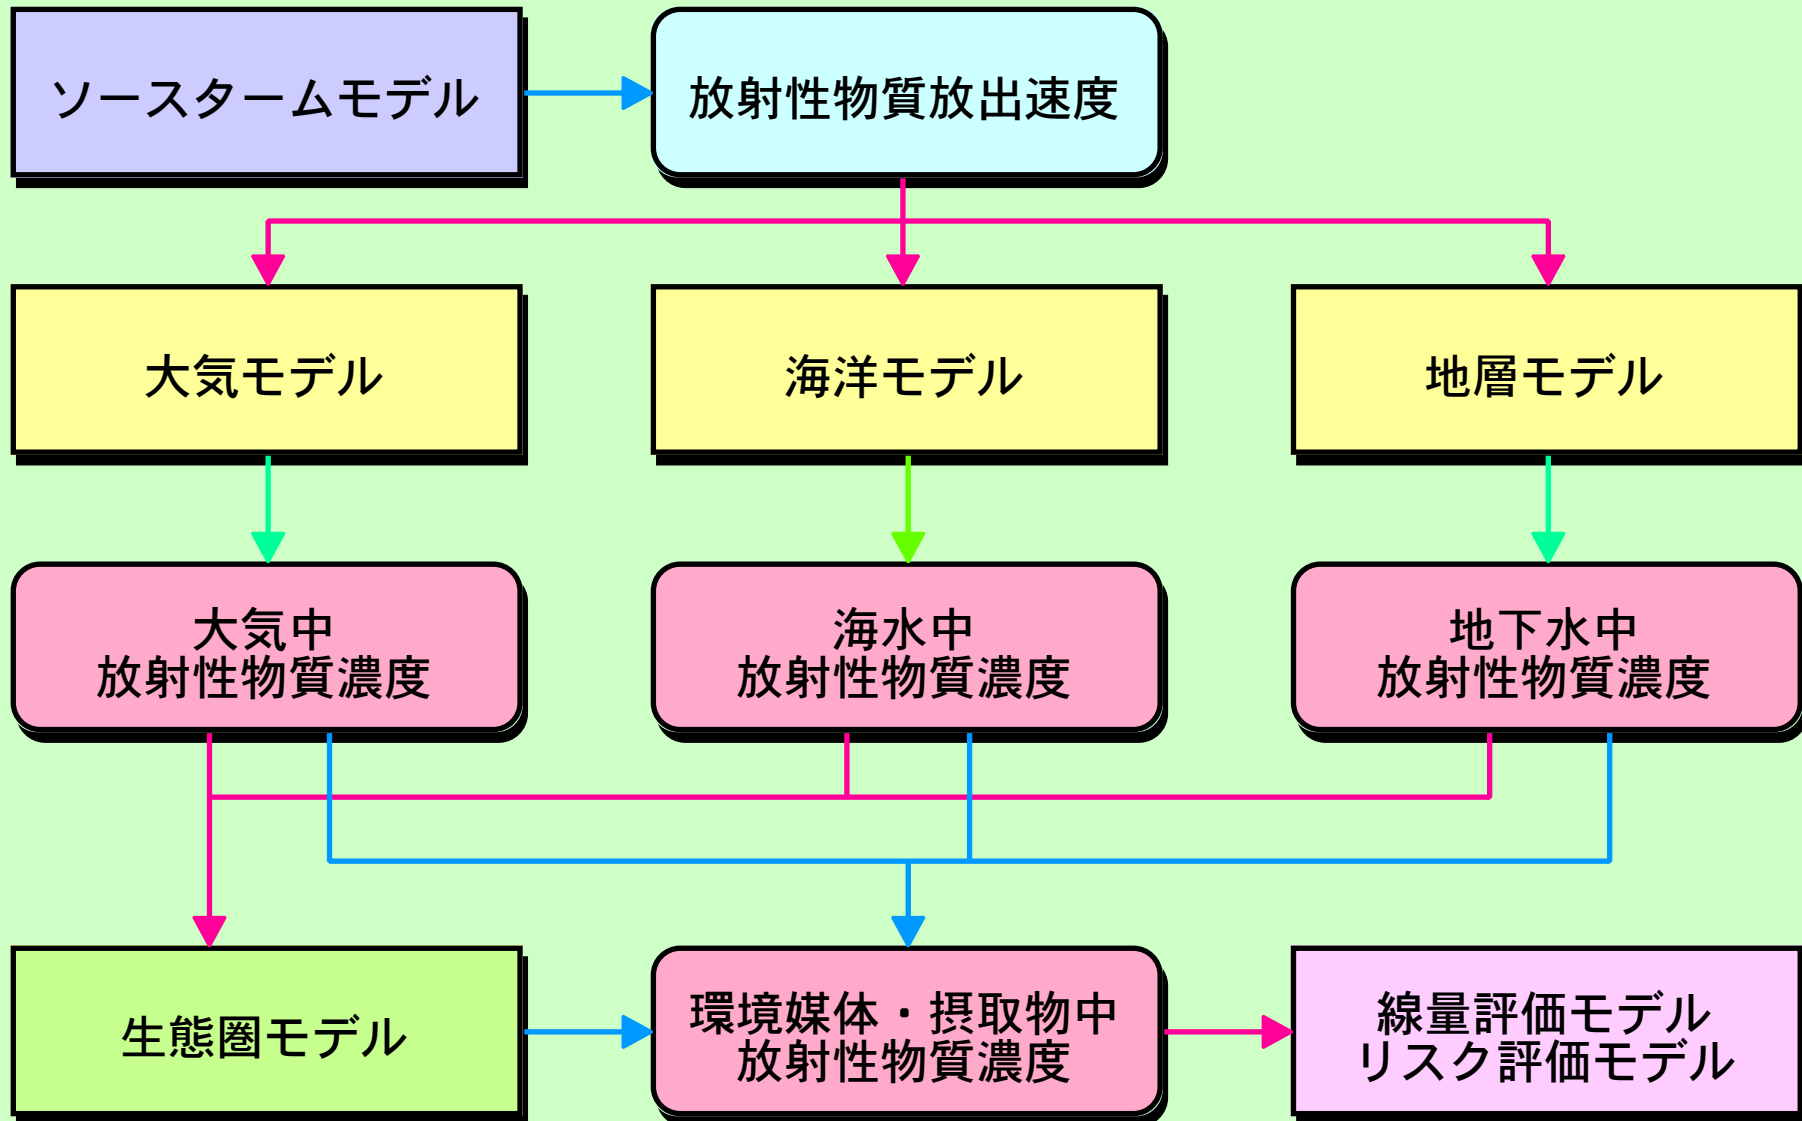 ソースタームモデル
放射性物質放出速度
大気モデル
海洋モデル
地層モデル
大気中
放射性物質濃度
海水中
放射性物質濃度
地下水中
放射性物質濃度
生態圏モデル
環境媒体・摂取物中
放射性物質濃度
線量評価モデル
リスク評価モデル